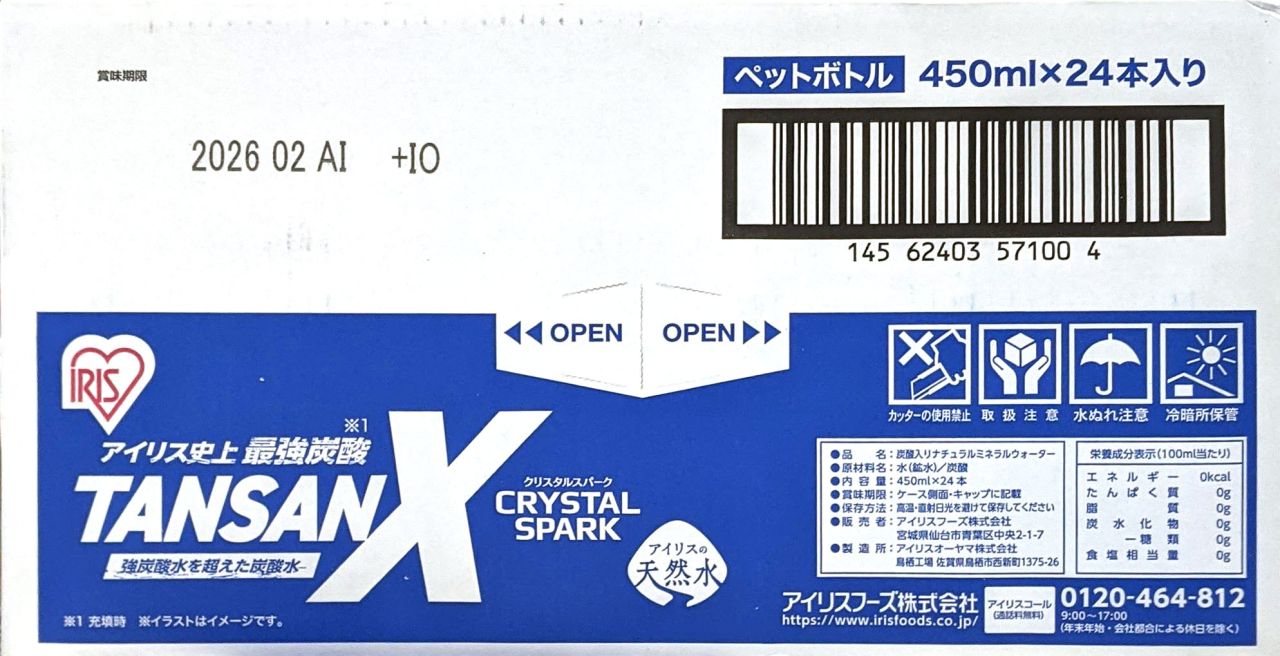 賞味期限
2026 02 AI +IO
ペットボトル 450ml×24本入り
145 62403 57100 4
OPEN OPEN
IRIS
アイリス史上 最強炭酸※1
TANSAN X
強炭酸水を超えた炭酸水
クリスタルスパーク
CRYSTAL
SPARK
アイリスの
天然水
※1 充填時 ※イラストはイメージです。
カッターの使用禁止 取扱注意 水ぬれ注意 冷暗所保管
●品名：炭酸入りナチュラルミネラルウォーター
●原材料名：水(鉱水)／炭酸
●内容量：450ml×24本
●賞味期限：ケース側面・キャップに記載
●保存方法：高温・直射日光を避けて保存してください
●販売者：アイリスフーズ株式会社
宮城県仙台市青葉区中央2-1-7
●製造所：アイリスオーヤマ株式会社
鳥栖工場 佐賀県鳥栖市西新町1375-26
栄養成分表示(100ml当たり)
エネルギー 0kcal
たんぱく質 0g
脂質 0g
炭水化物 0g
ー糖類 0g
食塩相当量 0g
アイリスフーズ株式会社
https://www.irisfoods.co.jp/
アイリスコール
(通話料無料)
0120-464-812
9:00～17:00
(年末年始・会社都合による休日を除く)